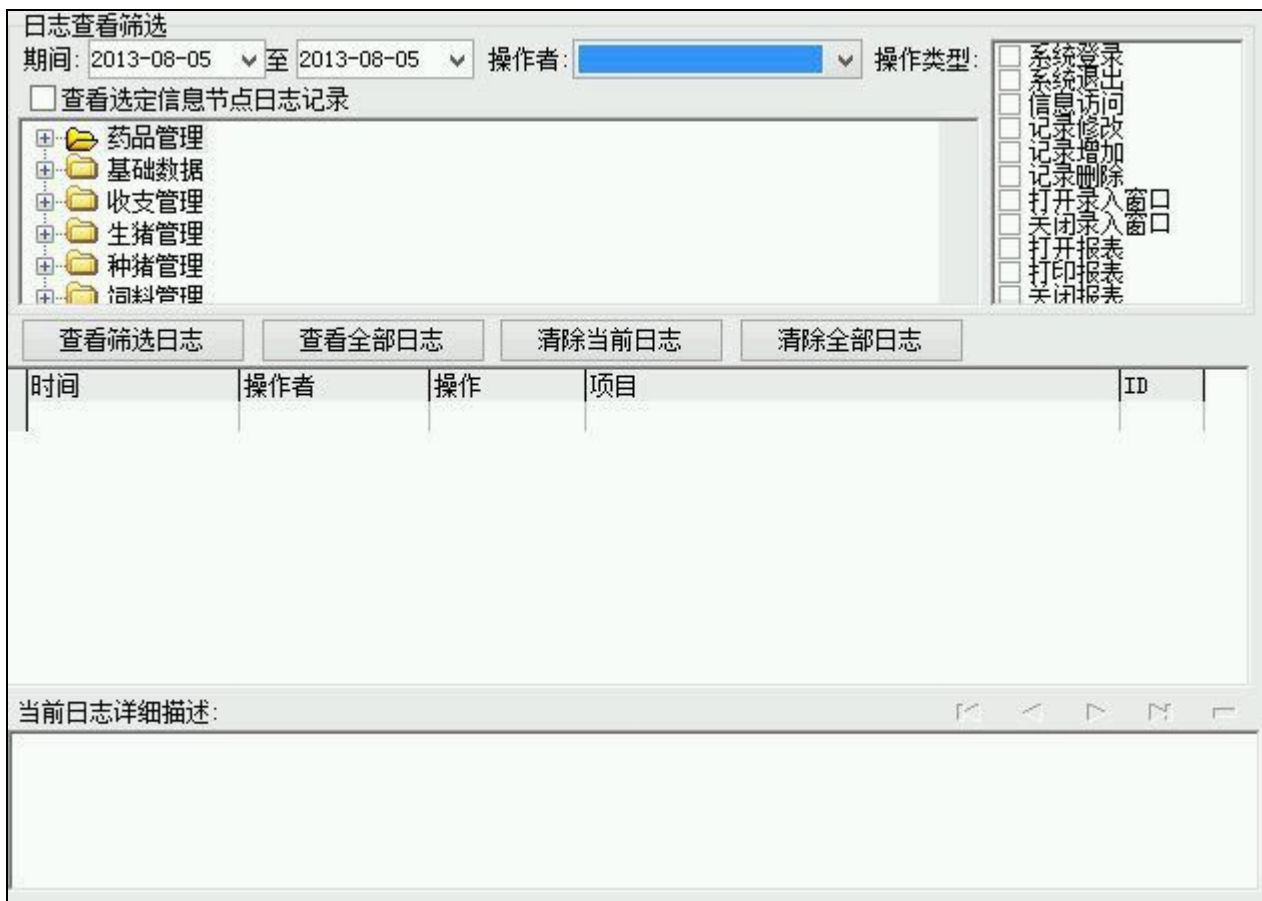 日志查看筛选
期间: 2013-08-05 至 2013-08-05 操作者: 操作类型:
查看选定信息节点日志记录
药品管理
基础数据
收支管理
生猪管理
种猪管理
饲料管理
系统登录
系统退出
信息访问
记录修改
记录增加
记录删除
打开录入窗口
关闭录入窗口
打开报表
打印报表
关闭报表
查看筛选日志 查看全部日志 清除当前日志 清除全部日志
时间 操作者 操作 项目 ID
当前日志详细描述: